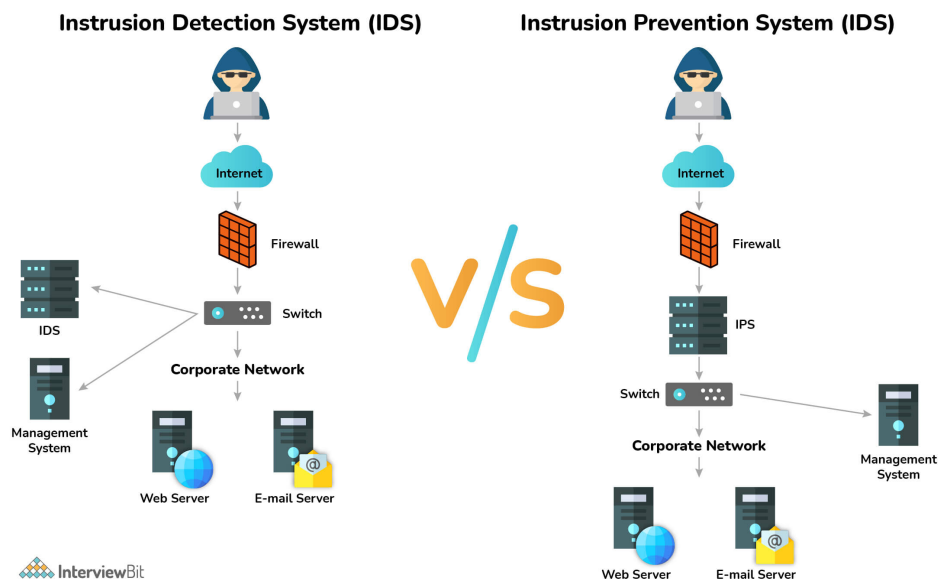 Instrusion Detection System (IDS)
Internet
Firewall
IDS
Switch
Corporate Network
Management
System
Web Server
E-mail Server
@
V/S
Instrusion Prevention System (IDS)
Internet
Firewall
IPS
Switch
Corporate Network
Management
System
Web Server
E-mail Server
@
InterviewBit